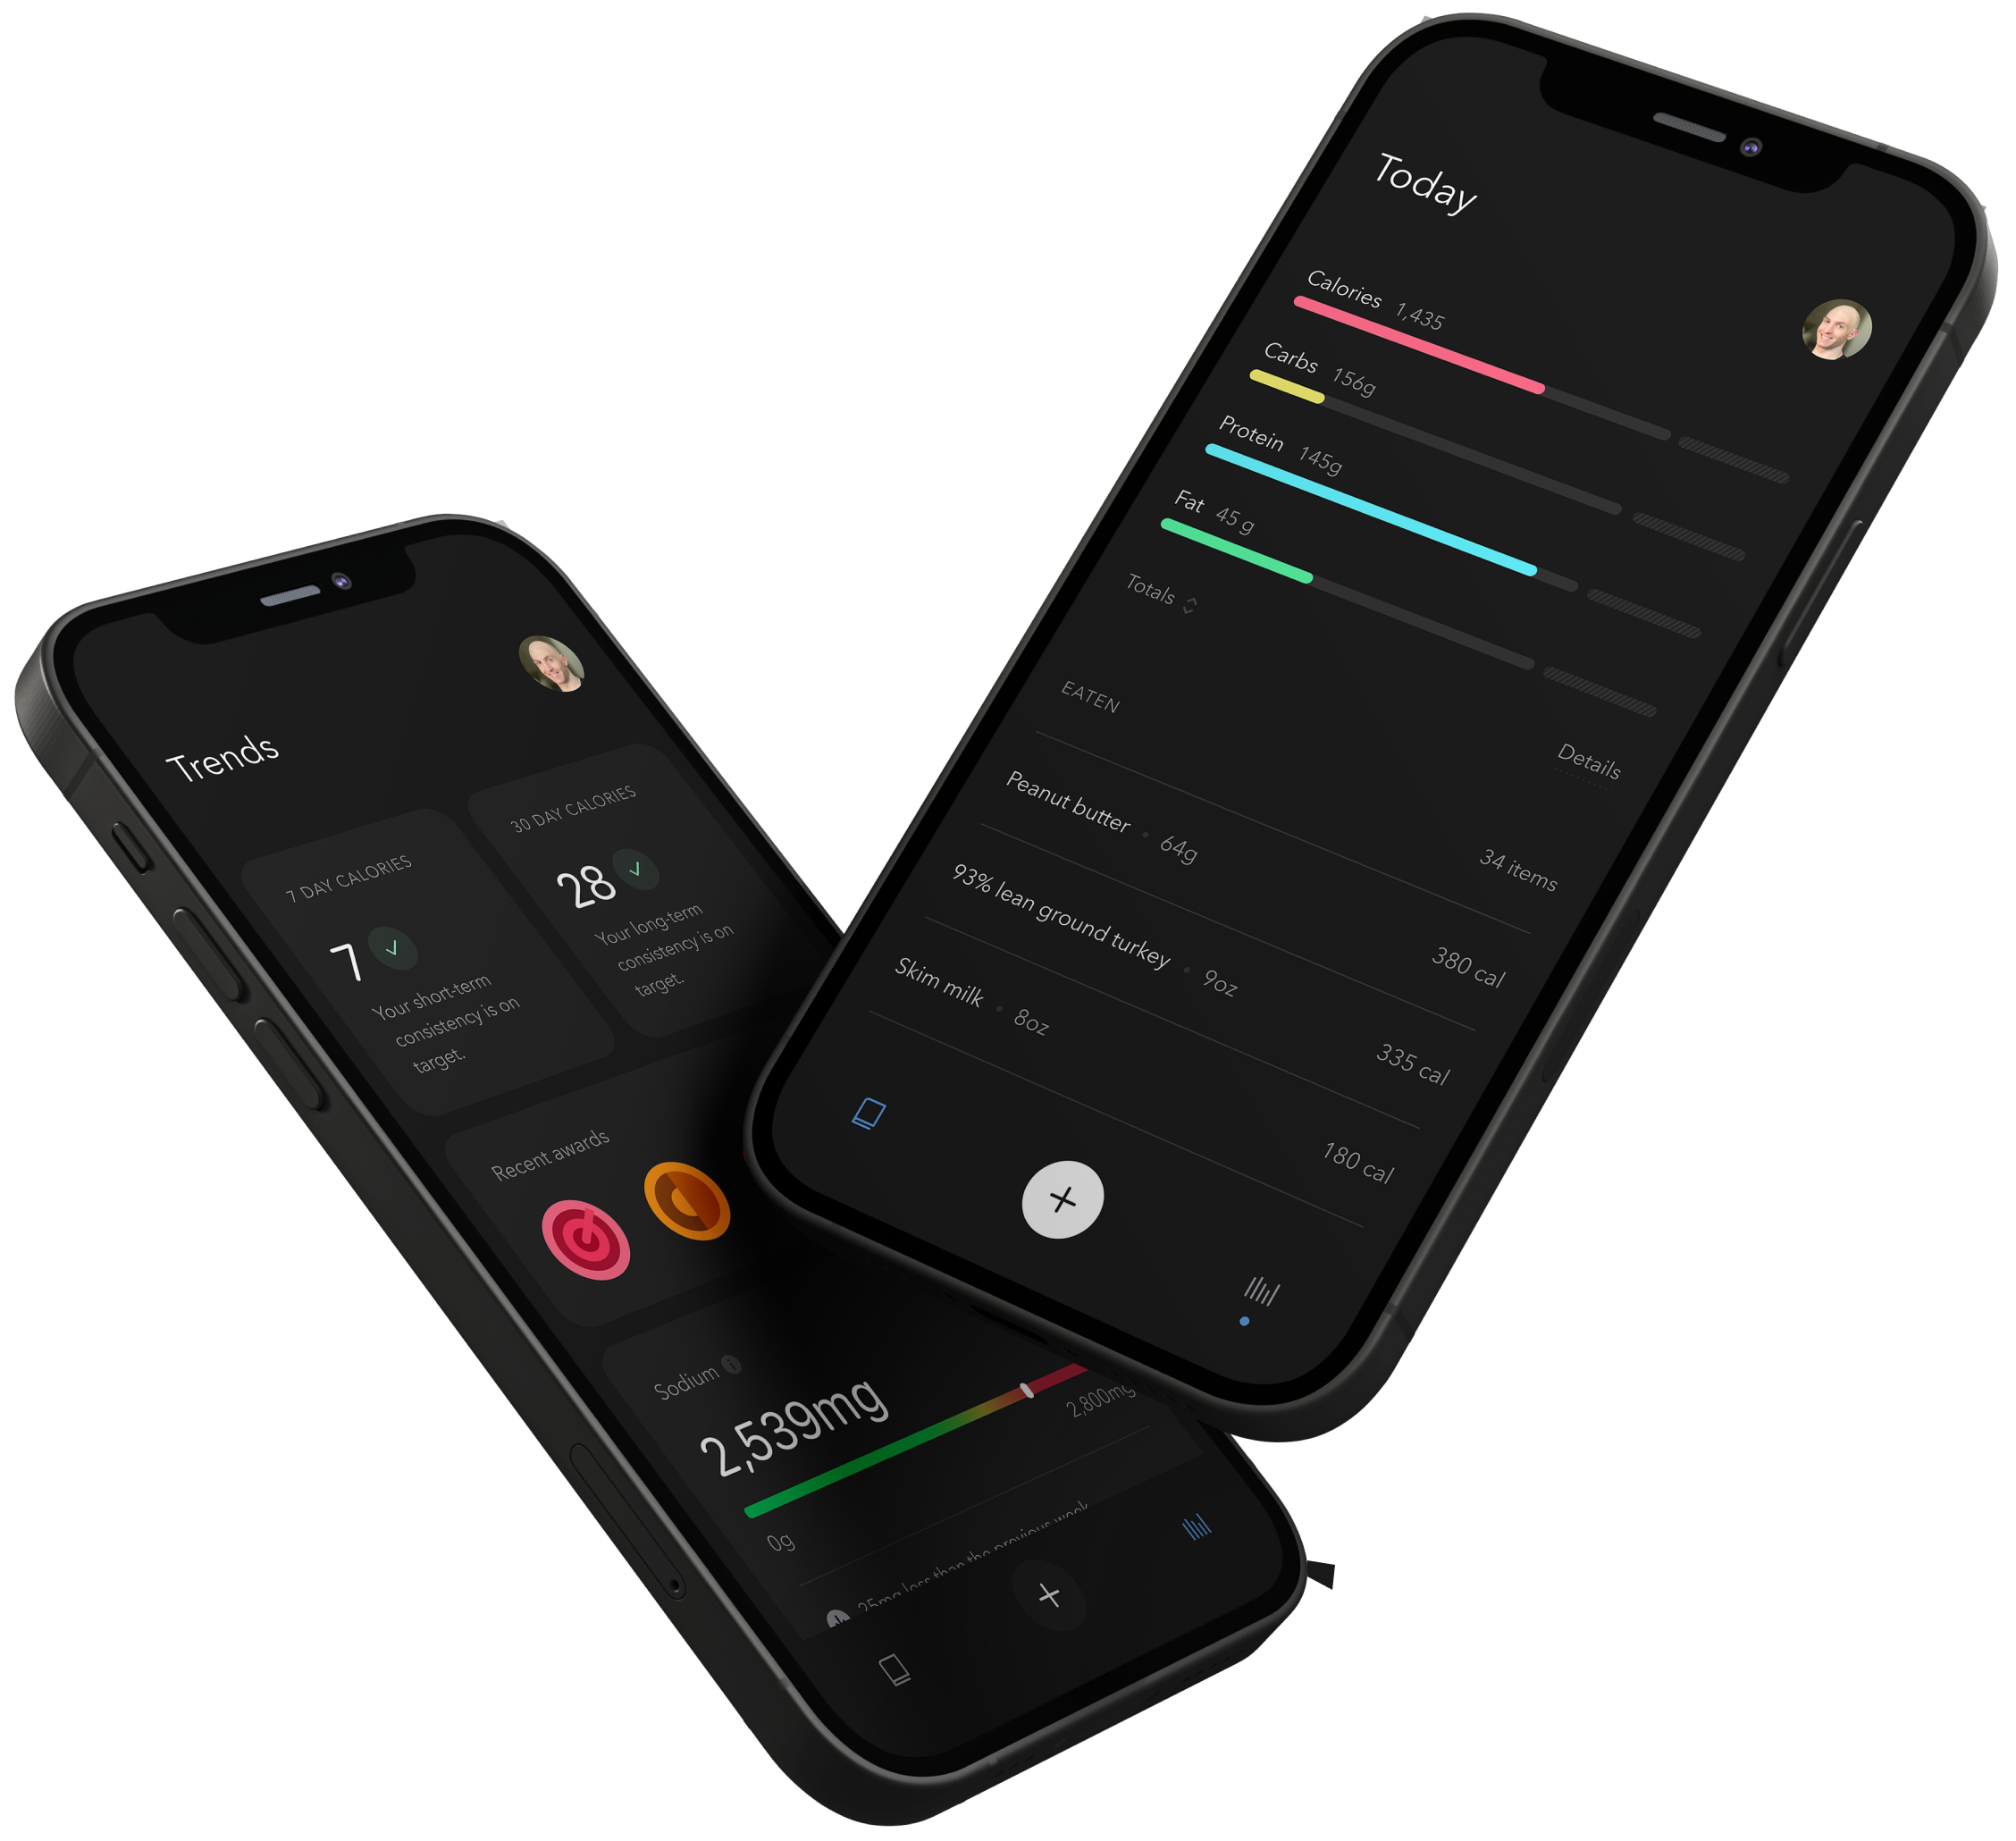 Trends
7 DAY CALORIES
7
Your short-term
consistency is on
target.
30 DAY CALORIES
28
Your long-term
consistency is on
target.
Recent awards
Sodium
2,539mg
0g
2,800mg
25mg less than the previous week
Today
Calories 1,435
Carbs 156g
Protein 145g
Fat 45 g
Totals
Details
EATEN
34 items
Peanut butter • 64g
380 cal
93% lean ground turkey • 9oz
335 cal
Skim milk • 8oz
180 cal